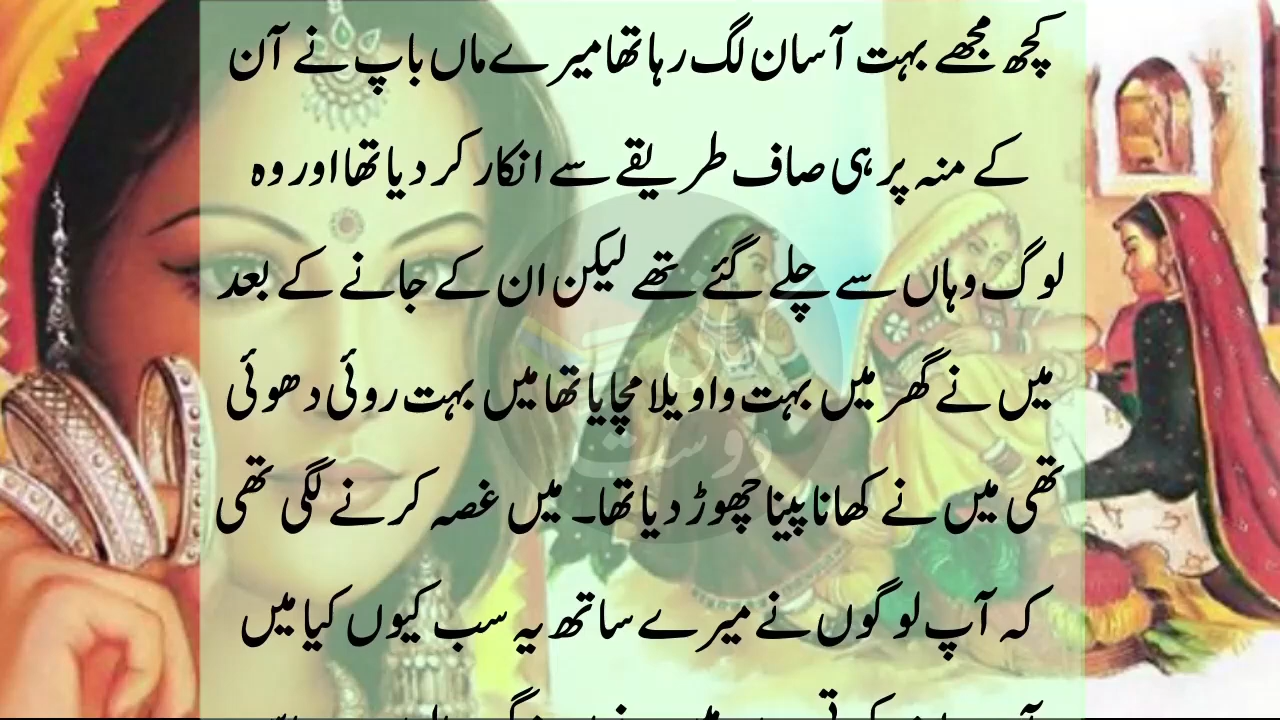 کچھ مجھے بہت آسان لگ رہا تھا میرے ماں باپ نے آن
کے منہ پر ہی صاف طریقے سے انکار کر دیا تھا اور وہ
لوگ وہاں سے چلے گئے تھے لیکن ان کے جانے کے بعد
میں نے گھر میں بہت واویلا مچایا تھا میں بہت روئی دھوئی
تھی میں نے کھانا پینا چھوڑ دیا تھا۔ میں غصہ کرنے لگی تھی
کہ آپ لوگوں نے میرے ساتھ یہ سب کیوں کیا میں
دوست